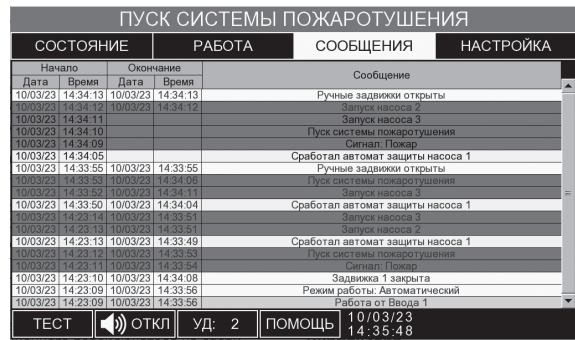 ПУСК СИСТЕМЫ ПОЖАРОТУШЕНИЯ
СОСТОЯНИЕ РАБОТА СООБЩЕНИЯ НАСТРОЙКА
Начало Окончание Сообщение
Дата Время Дата Время
10/03/23 14:34:13 10/03/23 14:34:13 Ручные задвижки открыты
10/03/23 14:34:12 10/03/23 14:34:12 Запуск насоса 2
10/03/23 14:34:11 Запуск насоса 3
10/03/23 14:34:10 Пуск системы пожаротушения
10/03/23 14:34:09 Сигнал: Пожар
10/03/23 14:34:05 Сработал автомат защиты насоса 1
10/03/23 14:33:55 10/03/23 14:33:55 Ручные задвижки открыты
10/03/23 14:33:53 10/03/23 14:34:06 Пуск системы пожаротушения
10/03/23 14:33:52 10/03/23 14:34:11 Запуск насоса 3
10/03/23 14:33:50 10/03/23 14:34:04 Сработал автомат защиты насоса 1
10/03/23 14:23:14 10/03/23 14:33:51 Запуск насоса 3
10/03/23 14:23:13 10/03/23 14:33:51 Запуск насоса 2
10/03/23 14:23:13 10/03/23 14:33:49 Сработал автомат защиты насоса 1
10/03/23 14:23:12 10/03/23 14:33:53 Пуск системы пожаротушения
10/03/23 14:23:11 10/03/23 14:33:54 Сигнал: Пожар
10/03/23 14:23:10 10/03/23 14:34:08 Задвижка 1 закрыта
10/03/23 14:23:09 10/03/23 14:33:56 Режим работы: Автоматический
10/03/23 14:23:09 10/03/23 14:33:56 Работа от Ввода 1
ТЕСТ ОТКЛ УД: 2 ПОМОЩЬ 10/03/23
14:35:48